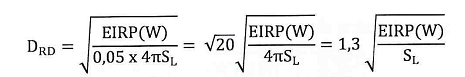 D_RD = √(EIRP(W) / 0,05 x 4πS_L) = √20 √(EIRP(W) / 4πS_L) = 1,3 √(EIRP(W) / S_L)